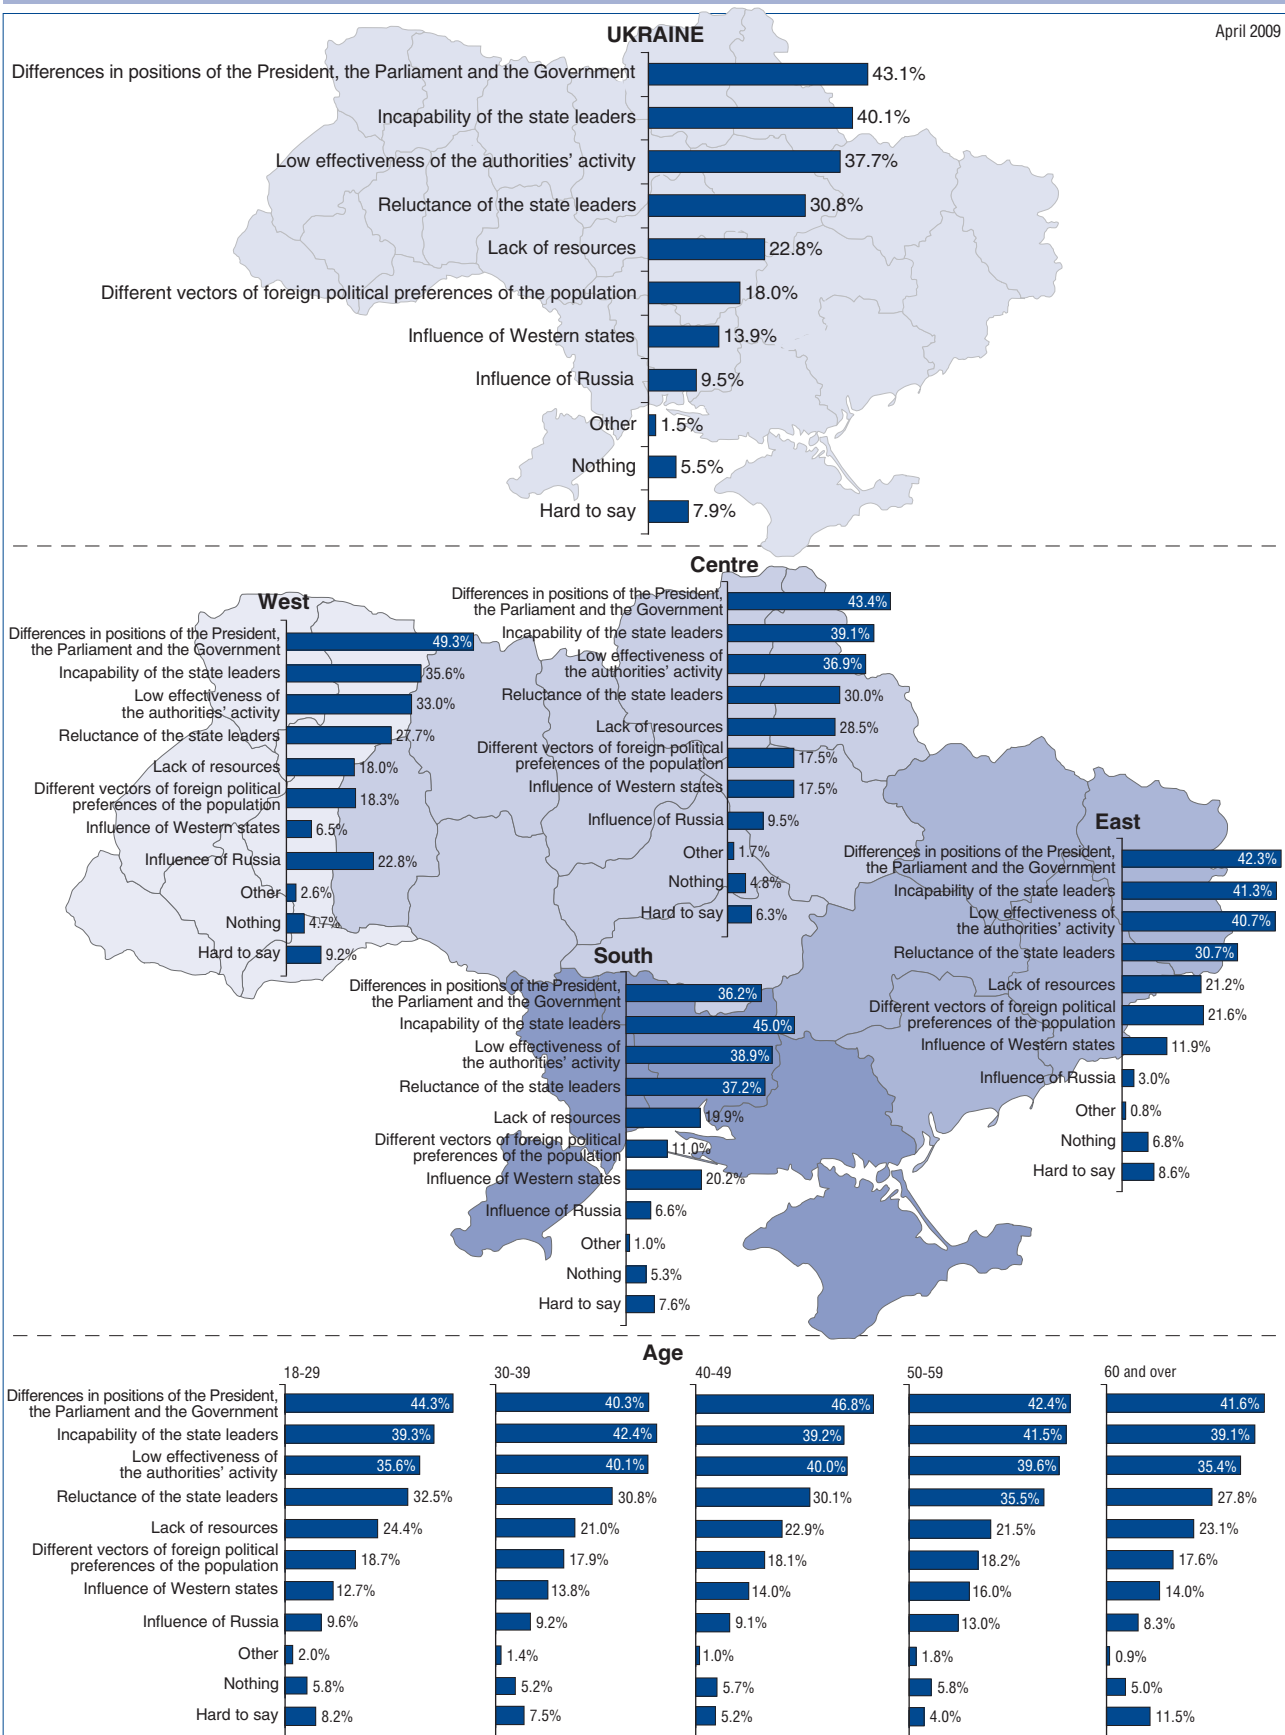 April 2009
UKRAINE
Differences in positions of the President, the Parliament and the Government 43.1%
Incapability of the state leaders 40.1%
Low effectiveness of the authorities’ activity 37.7%
Reluctance of the state leaders 30.8%
Lack of resources 22.8%
Different vectors of foreign political preferences of the population 18.0%
Influence of Western states 13.9%
Influence of Russia 9.5%
Other 1.5%
Nothing 5.5%
Hard to say 7.9%
West
Differences in positions of the President,
the Parliament and the Government 49.3%
Incapability of the state leaders 35.6%
Low effectiveness of
the authorities’ activity 33.0%
Reluctance of the state leaders 27.7%
Lack of resources 18.0%
Different vectors of foreign political
preferences of the population 18.3%
Influence of Western states 6.5%
Influence of Russia 22.8%
Other 2.6%
Nothing 4.7%
Hard to say 9.2%
Centre
Differences in positions of the President,
the Parliament and the Government 43.4%
Incapability of the state leaders 39.1%
Low effectiveness of
the authorities’ activity 36.9%
Reluctance of the state leaders 30.0%
Lack of resources 28.5%
Different vectors of foreign political
preferences of the population 17.5%
Influence of Western states 17.5%
Influence of Russia 9.5%
Other 1.7%
Nothing 4.8%
Hard to say 6.3%
East
Differences in positions of the President,
the Parliament and the Government 42.3%
Incapability of the state leaders 41.3%
Low effectiveness of
the authorities’ activity 40.7%
Reluctance of the state leaders 30.7%
Lack of resources 21.2%
Different vectors of foreign political
preferences of the population 21.6%
Influence of Western states 11.9%
Influence of Russia 3.0%
Other 0.8%
Nothing 6.8%
Hard to say 8.6%
South
Differences in positions of the President,
the Parliament and the Government 36.2%
Incapability of the state leaders 45.0%
Low effectiveness of
the authorities’ activity 38.9%
Reluctance of the state leaders 37.2%
Lack of resources 19.9%
Different vectors of foreign political
preferences of the population 11.0%
Influence of Western states 20.2%
Influence of Russia 6.6%
Other 1.0%
Nothing 5.3%
Hard to say 7.6%
Age
18-29 30-39 40-49 50-59 60 and over
Differences in positions of the President,
the Parliament and the Government 44.3% 40.3% 46.8% 42.4% 41.6%
Incapability of the state leaders 39.3% 42.4% 39.2% 41.5% 39.1%
Low effectiveness of
the authorities’ activity 35.6% 40.1% 40.0% 39.6% 35.4%
Reluctance of the state leaders 32.5% 30.8% 30.1% 35.5% 27.8%
Lack of resources 24.4% 21.0% 22.9% 21.5% 23.1%
Different vectors of foreign political
preferences of the population 18.7% 17.9% 18.1% 18.2% 17.6%
Influence of Western states 12.7% 13.8% 14.0% 16.0% 14.0%
Influence of Russia 9.6% 9.2% 9.1% 13.0% 8.3%
Other 2.0% 1.4% 1.0% 1.8% 0.9%
Nothing 5.8% 5.2% 5.7% 5.8% 5.0%
Hard to say 8.2% 7.5% 5.2% 4.0% 11.5%